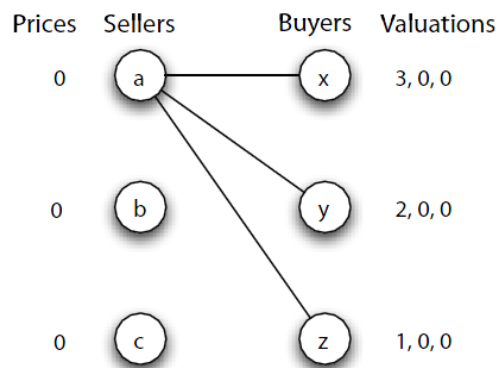 Prices Sellers Buyers Valuations
0 a x 3, 0, 0
0 b y 2, 0, 0
0 c z 1, 0, 0